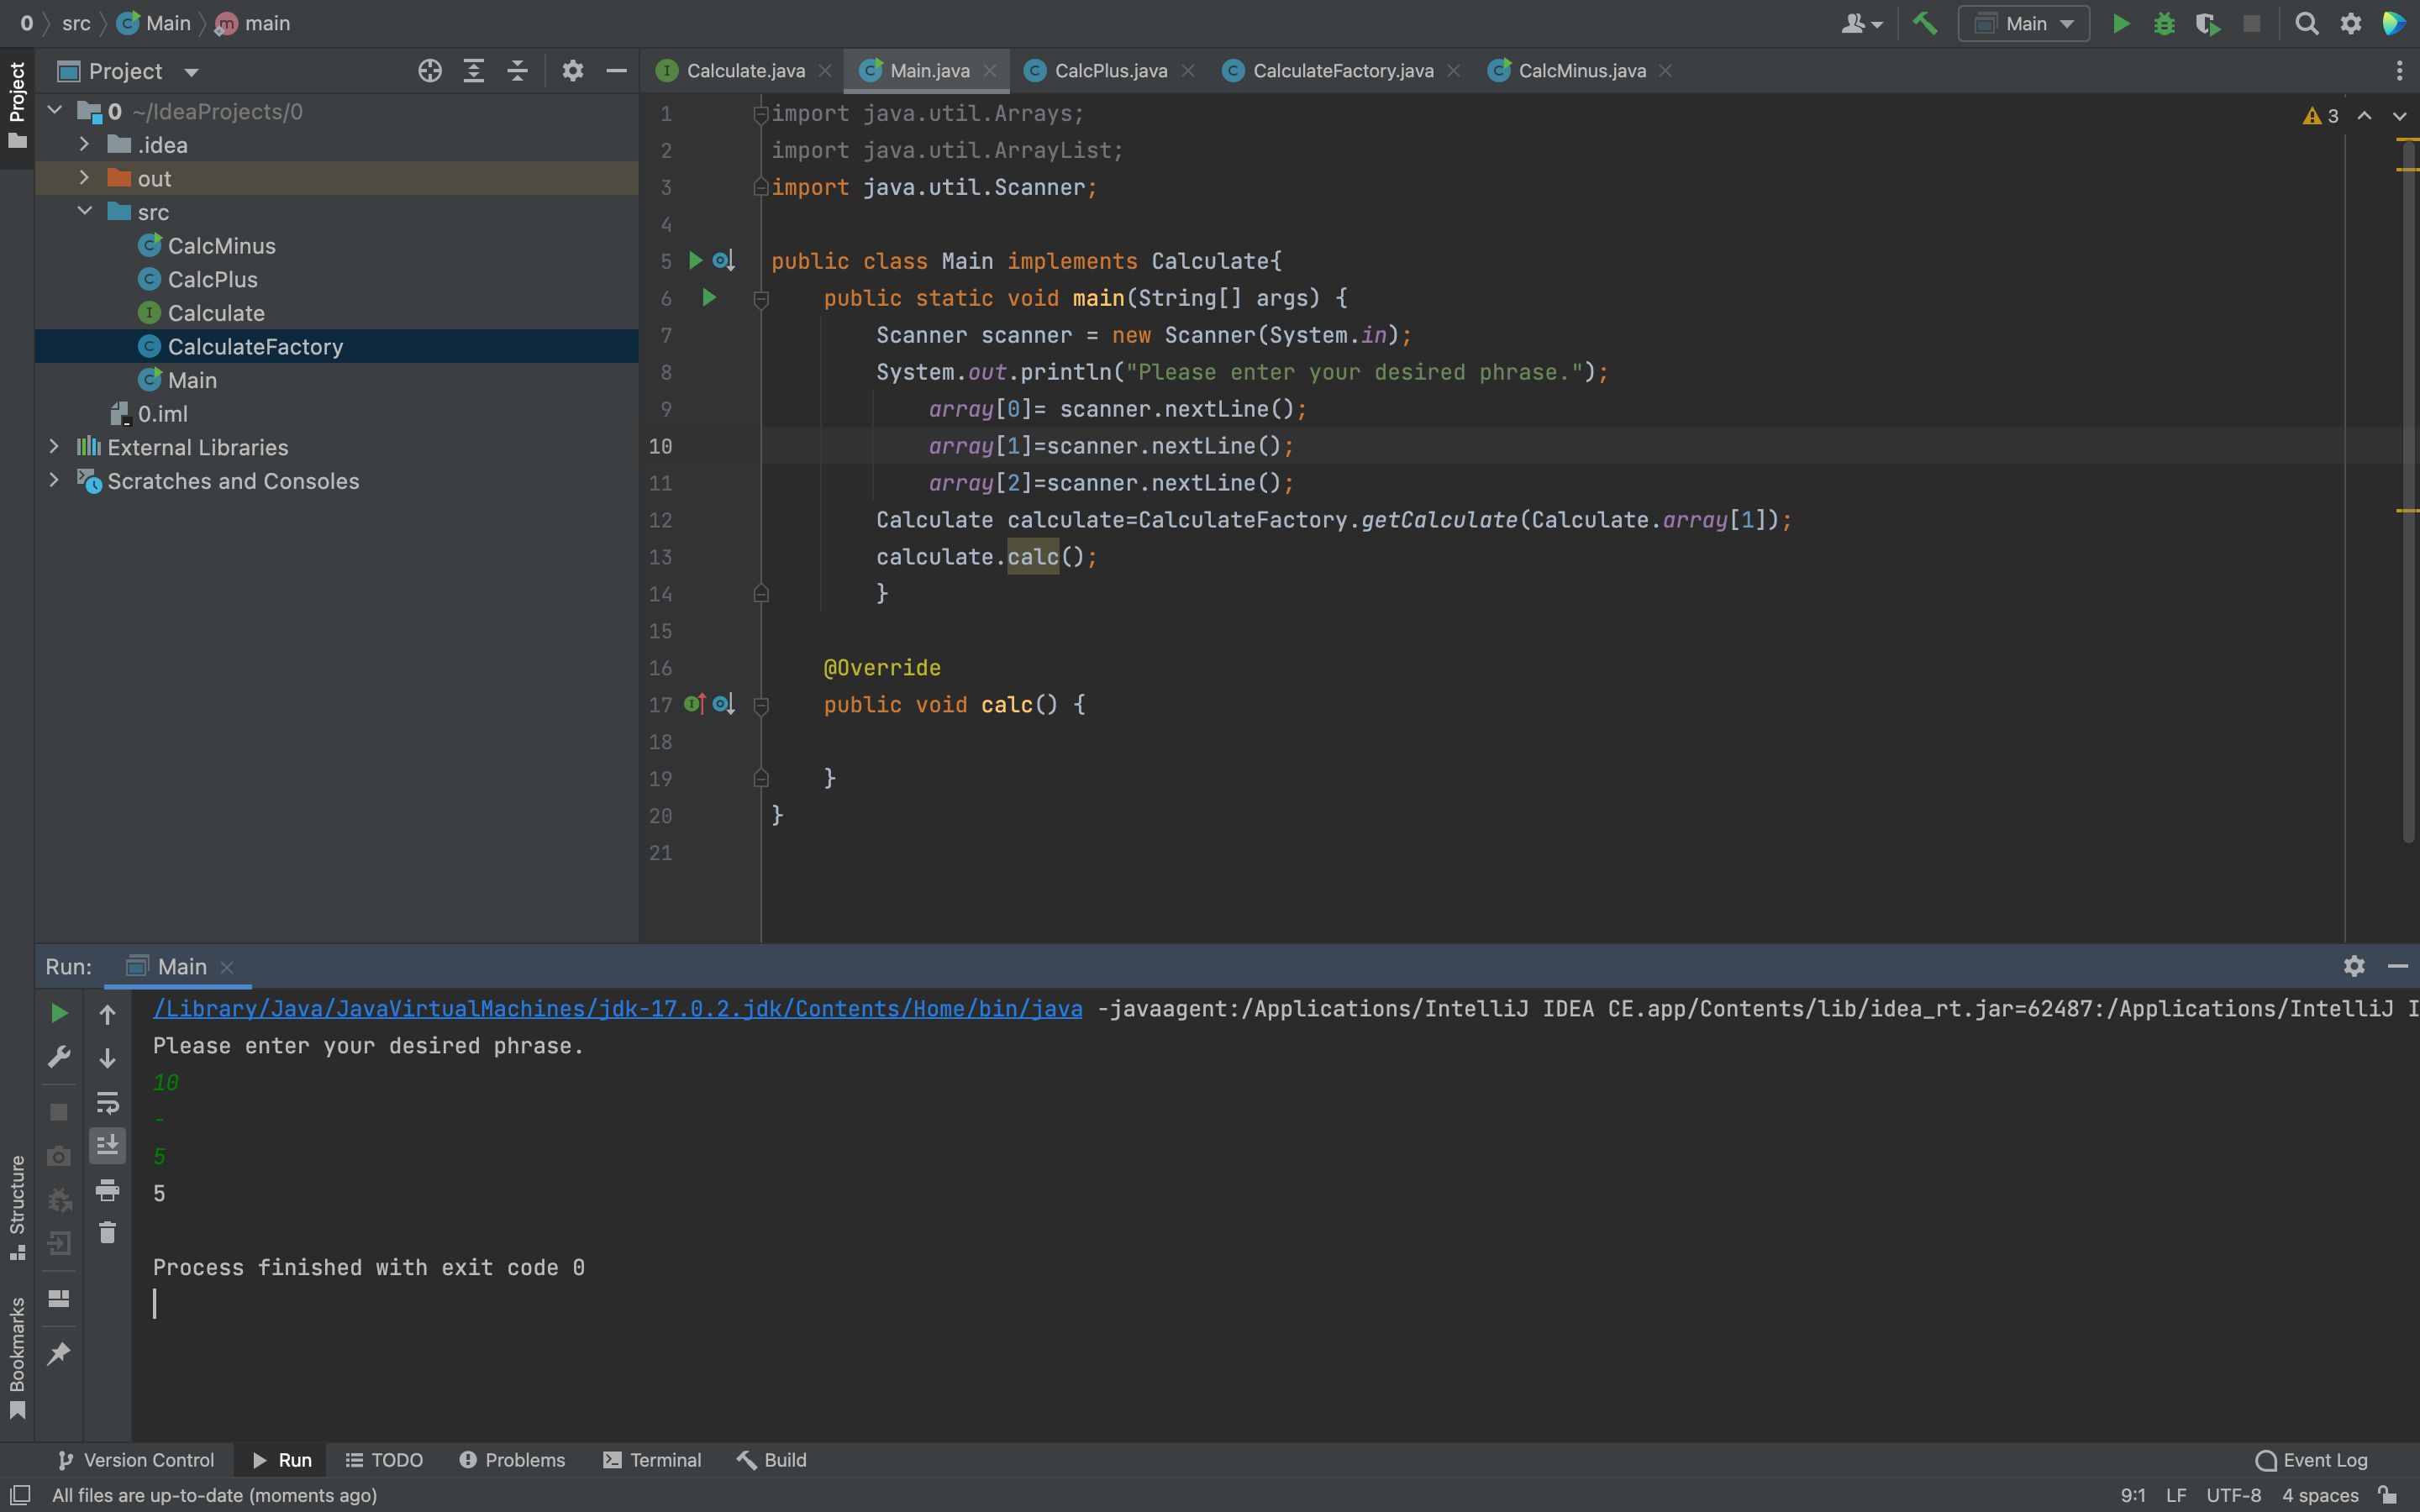 0 src Main main
Main
Project
Project
Calculate.java Main.java CalcPlus.java CalculateFactory.java CalcMinus.java
0 ~/IdeaProjects/0
.idea
out
src
CalcMinus
CalcPlus
Calculate
CalculateFactory
Main
0.iml
External Libraries
Scratches and Consoles
3
1 import java.util.Arrays;
2 import java.util.ArrayList;
3 import java.util.Scanner;
4
5 public class Main implements Calculate{
6 public static void main(String[] args) {
7 Scanner scanner = new Scanner(System.in);
8 System.out.println("Please enter your desired phrase.");
9 array[0]= scanner.nextLine();
10 array[1]=scanner.nextLine();
11 array[2]=scanner.nextLine();
12 Calculate calculate=CalculateFactory.getCalculate(Calculate.array[1]);
13 calculate.calc();
14 }
15
16 @Override
17 public void calc() {
18
19 }
20 }
21
Run: Main
/Library/Java/JavaVirtualMachines/jdk-17.0.2.jdk/Contents/Home/bin/java -javaagent:/Applications/IntelliJ IDEA CE.app/Contents/lib/idea_rt.jar=62487:/Applications/IntelliJ I
Please enter your desired phrase.
10
-
5
5
Process finished with exit code 0
Structure
Bookmarks
Version Control Run TODO Problems Terminal Build Event Log
All files are up-to-date (moments ago) 9:1 LF UTF-8 4 spaces